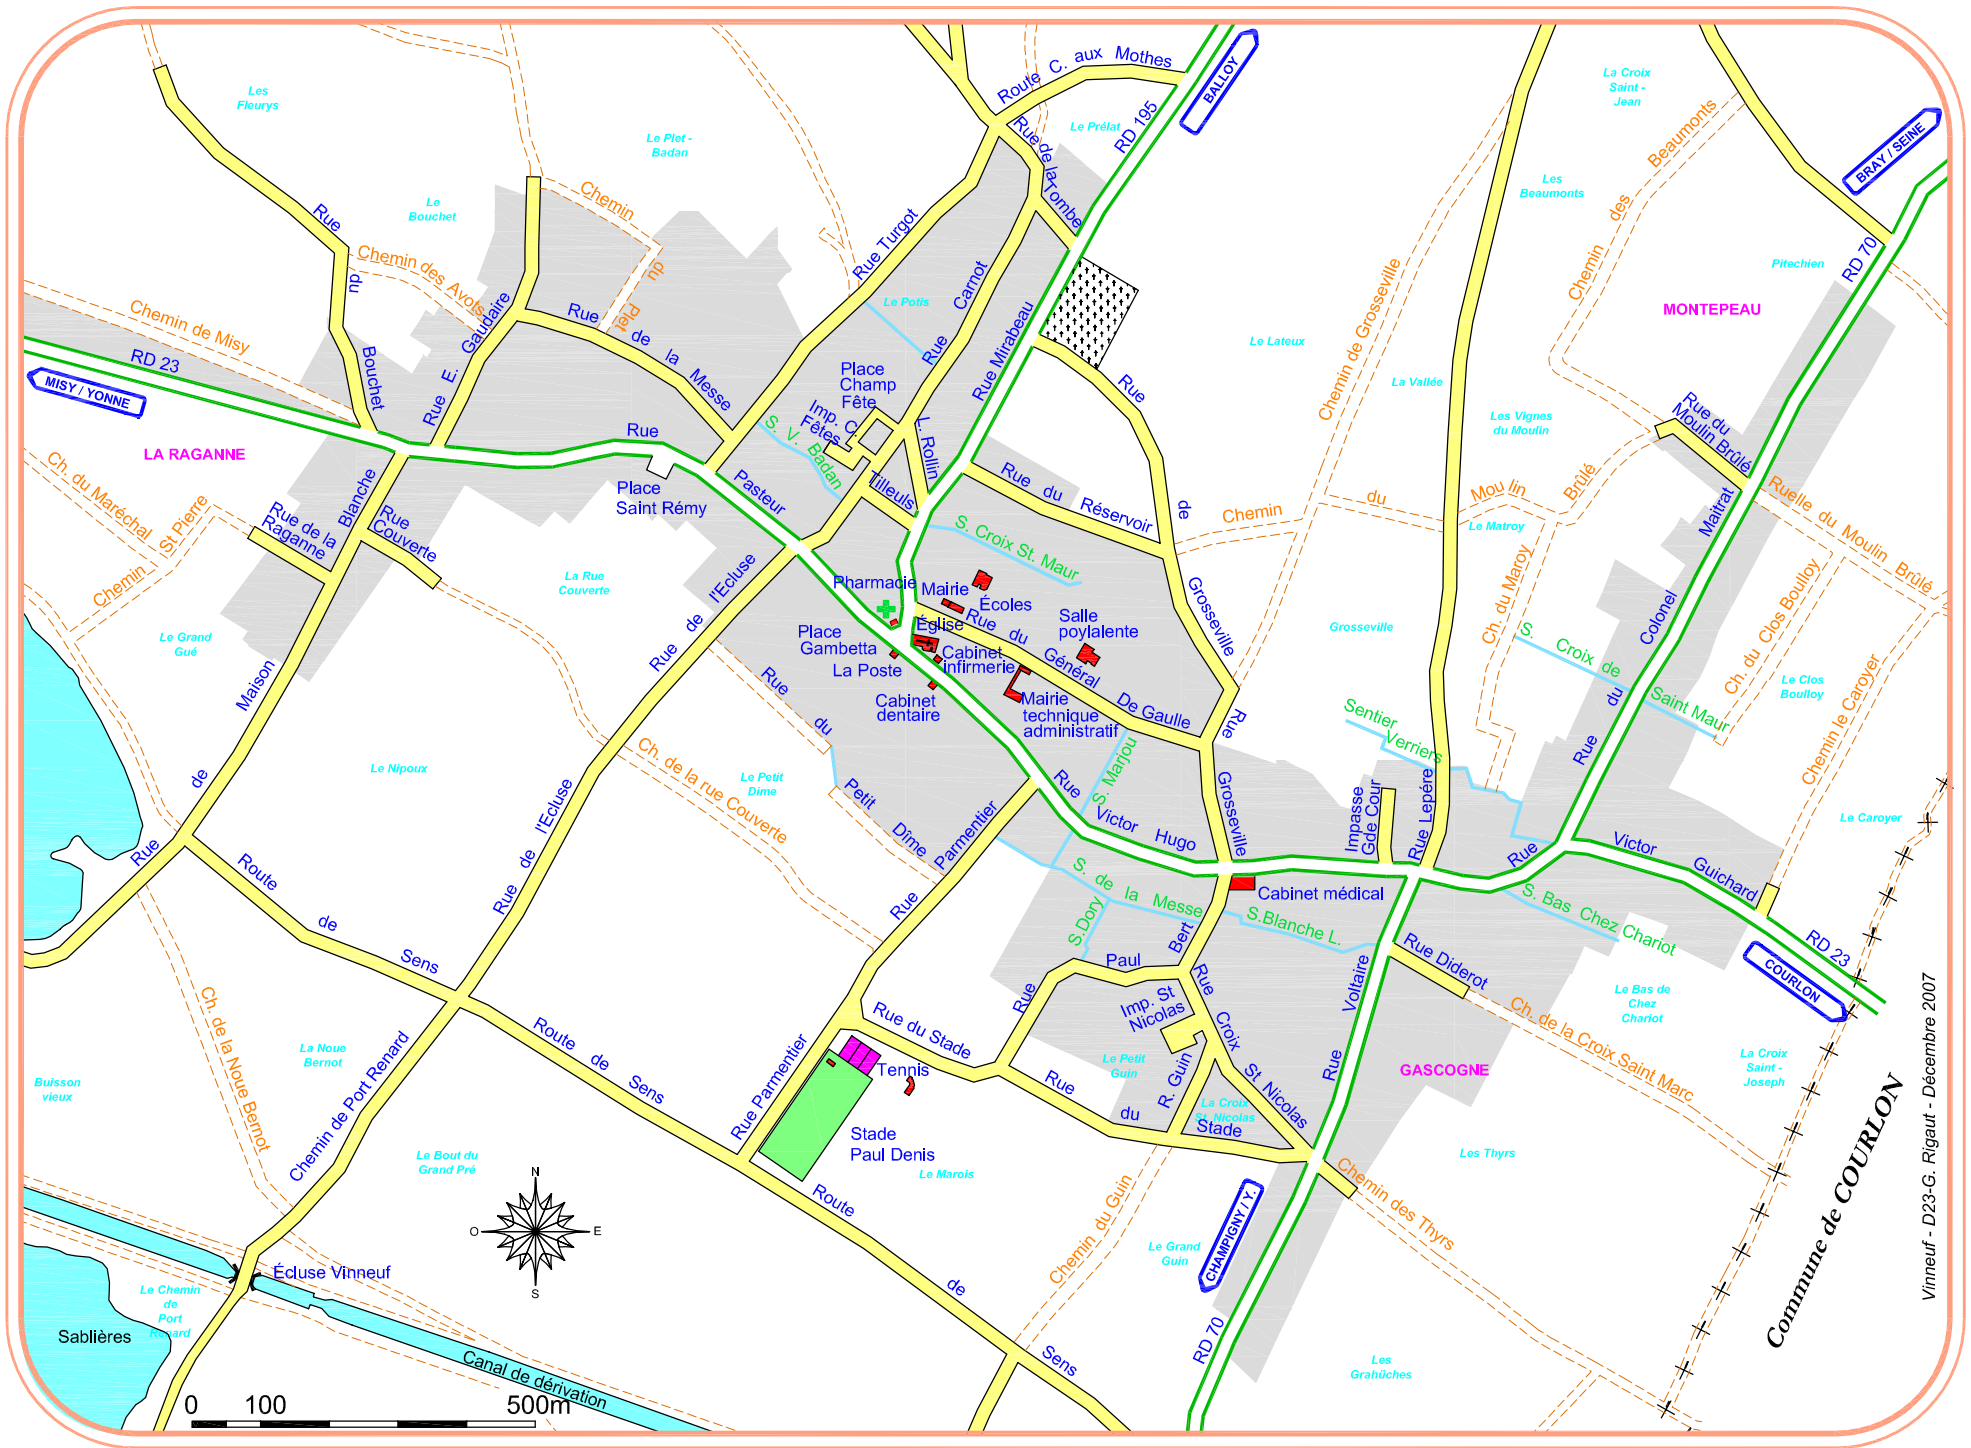 Route C. aux Mothes
BALLOY
RD 195
La Croix
Saint -
Jean
Les
Fleurys
Le Plet -
Badan
Le Prélat
Rue de la Tombe
Chemin des Beaumonts
BRAY / SEINE
Les
Beaumonts
Le
Bouchet
Chemin du Plet
Rue du Bouchet
Chemin des Avots
Rue Turgot
RD 70
Pitechien
Chemin de Misy
RD 23
MISY / YONNE
Rue E. Gaudaire
Rue de la Messe
Le Potis
Rue Carnot
Rue Mirabeau
Chemin de Grosseville
MONTEPEAU
Le Lateux
Place
Champ
Fête
Imp. C.
Fêtes
La Vallée
Les Vignes
du Moulin
Rue du
Moulin Brûlé
LA RAGANNE
Rue Pasteur
S. V. Badan
L. Rollin
Tilleuls
Rue du Réservoir
Rue de Grosseville
Chemin du Mou lin Brûlé
Ruelle du Moulin Brûlé
Ch. du Maréchal
Chemin St Pierre
Rue de la
Raganne
Rue
Couverte
Place
Saint Rémy
Le Matroy
Rue du Colonel Maitrat
S. Croix St. Maur
La Rue
Couverte
Pharmacie
Mairie
Écoles
Ch. du Maroy
Ch. du Clos Boulloy
Le Grand
Gué
Rue de l'Ecluse
Place
Gambetta
Église
Rue du Général De Gaulle
Salle
poylalente
Grosseville
S. Croix de Saint Maur
Chemin le Caroyer
La Poste
Cabinet
infirmerie
Cabinet
dentaire
Mairie
technique
administratif
Le Clos
Boulloy
Rue de Maison Blanche
Rue du Petit Dîme
Sentier Verriers
Le Nipoux
Ch. de la rue Couverte
Le Petit
Dime
S. Marjou
Rue Grosseville
Rue de l'Ecluse
Rue Parmentier
Rue Victor Hugo
Impasse
Gde Cour
Rue Lepére
Rue Victor Guichard
Le Caroyer
Route de Sens
S. de la Messe
S.Dory
Cabinet médical
S.Blanche L.
S. Bas Chez Chariot
RD 23
COURLON
Rue Paul Bert
Rue Diderot
Rue Voltaire
Ch. de la Noue Bernot
Imp. St
Nicolas
Rue Croix St Nicolas
Le Bas de
Chez
Chariot
Ch. de la Croix Saint Marc
La Noue
Bernot
Chemin de Port Renard
Route de Sens
Rue du Stade
Rue Parmentier
Le Petit
Guin
R. Guin
GASCOGNE
La Croix
Saint -
Joseph
Buisson
vieux
Tennis
La Croix
St. Nicolas
Rue du Stade
Stade
Paul Denis
Le Marois
Les Thyrs
Le Bout du
Grand Pré
Chemin des Thyrs
Commune de COURLON
Vinneuf - D23-G. Rigaut - Décembre 2007
N
O
E
S
Route de Sens
Chemin du Guin
CHAMPIGNY / Y.
Le Grand
Guin
Écluse Vinneuf
Le Chemin
de
Port
Renard
Sablières
RD 70
Les
Grahûches
Canal de dérivation
0 100 500m